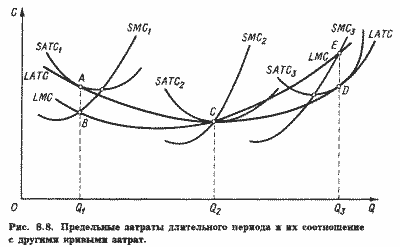 C
SMC₁
SMC₂
SMC₃
LATC
E
SATC₁
LATC
A
LMC
B
SATC₂
C
SATC₃
LMC
D
O
Q₁
Q₂
Q₃
Q
Рис. 8.8. Предельные затраты длительного периода и их соотношение
с другими кривыми затрат.